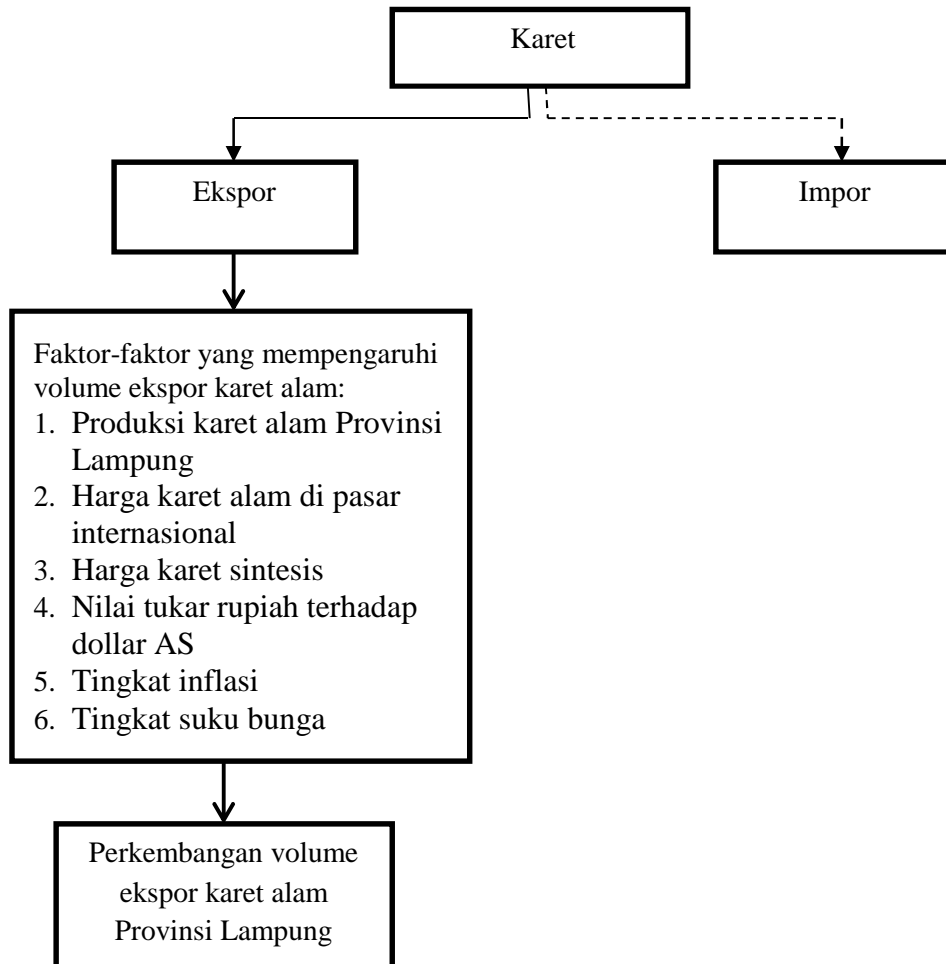 Karet
Ekspor
Impor
Faktor-faktor yang mempengaruhi
volume ekspor karet alam:
1. Produksi karet alam Provinsi
Lampung
2. Harga karet alam di pasar
internasional
3. Harga karet sintesis
4. Nilai tukar rupiah terhadap
dollar AS
5. Tingkat inflasi
6. Tingkat suku bunga
Perkembangan volume
ekspor karet alam
Provinsi Lampung